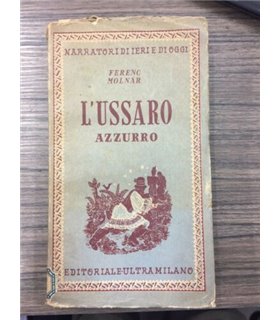 NARRATORI DI IERI E DI OGGI
FERENC
MOLNAR
L'USSARO
AZZURRO
EDITORIALE·ULTRA MILANO